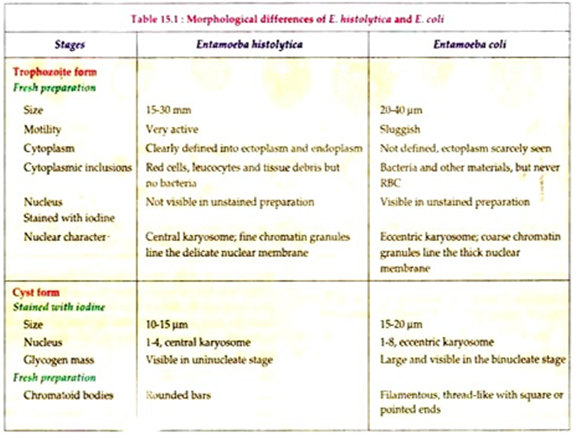 Table 15.1 : Morphological differences of E. histolytica and E. coli
Stages Entamoeba histolytica Entamoeba coli
Trophozoite form
Fresh preparation
Size 15-30 mm 20-40 µm
Motility Very active Sluggish
Cytoplasm Clearly defined into ectoplasm and endoplasm Not defined, ectoplasm scarcely seen
Cytoplasmic inclusions Red cells, leucocytes and tissue debris but Bacteria and other materials, but never
no bacteria RBC
Nucleus Not visible in unstained preparation Visible in unstained preparation
Stained with iodine
Nuclear character Central karyosome; fine chromatin granules Eccentric karyosome; coarse chromatin
line the delicate nuclear membrane granules line the thick nuclear
membrane
Cyst form
Stained with iodine
Size 10-15 µm 15-20 µm
Nucleus 1-4, central karyosome 1-8, eccentric karyosome
Glycogen mass Visible in uninucleate stage Large and visible in the binucleate stage
Fresh preparation
Chromatoid bodies Rounded bars Filamentous, thread-like with square or
pointed ends